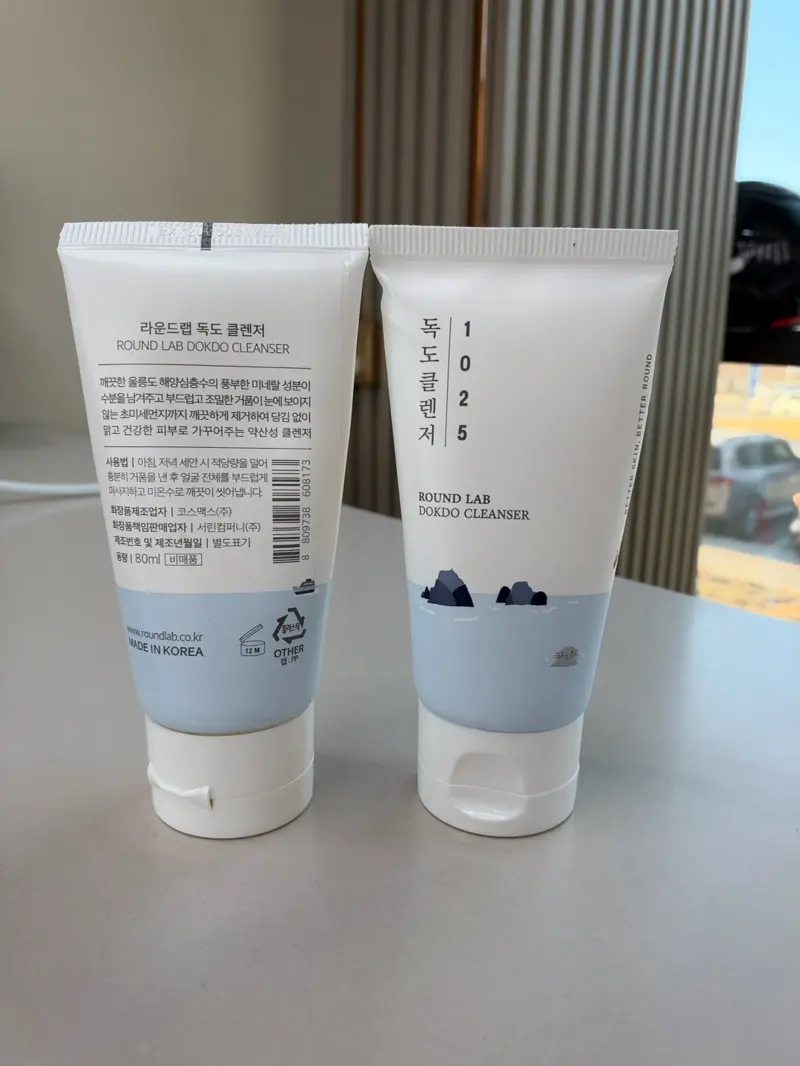 라운드랩 독도 클렌저
ROUND LAB DOKDO CLEANSER
깨끗한 울릉도 해양심층수의 풍부한 미네랄 성분이
수분을 남겨주고 부드럽고 조밀한 거품이 눈에 보이지
않는 초미세먼지까지 깨끗하게 제거하여 당김 없이
맑고 건강한 피부로 가꾸어주는 약산성 클렌저
사용법 | 아침, 저녁 세안 시 적당량을 덜어
충분히 거품을 낸 후 얼굴 전체를 부드럽게
마사지하고 미온수로 깨끗이 씻어냅니다.
화장품제조업자 | 코스맥스(주)
화장품책임판매업자 | 서린컴퍼니(주)
제조번호 및 제조년월일 | 별도표기
용량 | 80ml 비매품
8 809738 608173
www.roundlab.co.kr
MADE IN KOREA
12 M
플라스틱
OTHER
캡 : PP
독도클렌저
1025
ROUND LAB
DOKDO CLEANSER
BETTER SKIN, BETTER ROUND